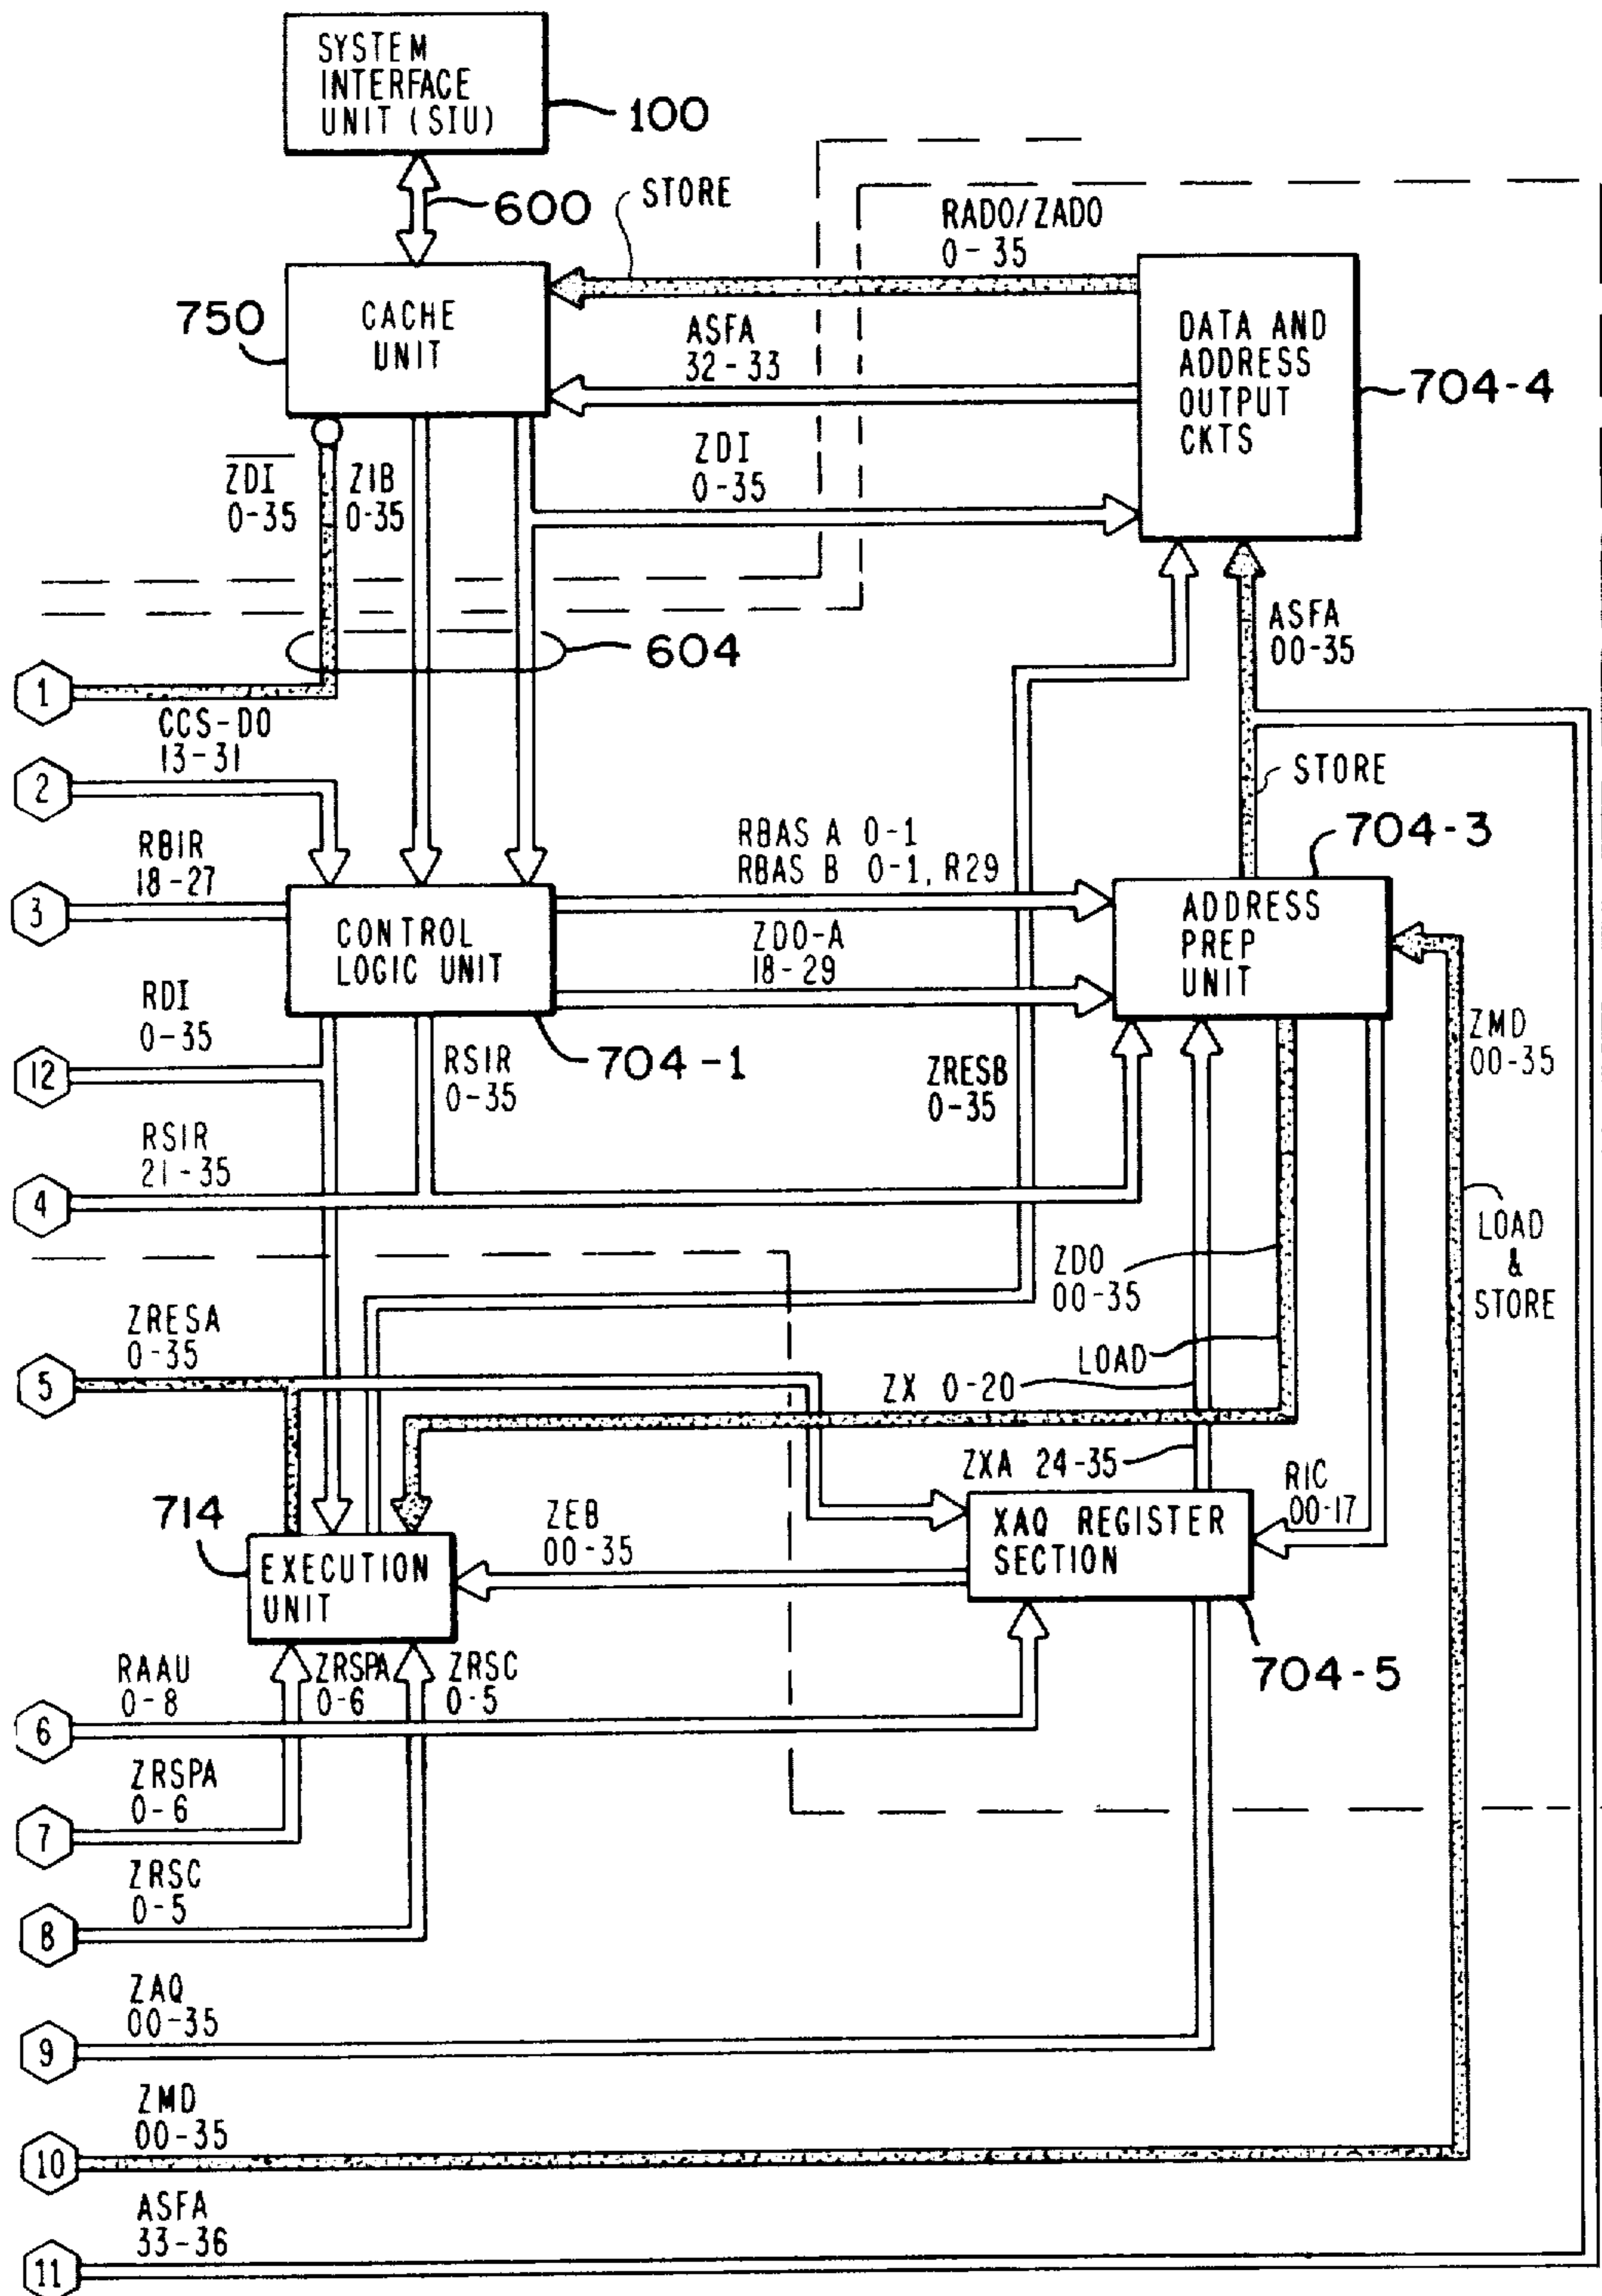 SYSTEM
INTERFACE
UNIT (SIU)
100
600
STORE
RADO/ZADO
0-35
750
CACHE
UNIT
ASFA
32-33
DATA AND
ADDRESS
OUTPUT
CKTS
704-4
ZDI
0-35
ZIB
0-35
ZDI
0-35
604
ASFA
00-35
1
CCS-DO
13-31
2
STORE
RBIR
18-27
3
RBAS A 0-1
RBAS B 0-1, R29
704-3
CONTROL
LOGIC UNIT
ZDO-A
18-29
ADDRESS
PREP
UNIT
RDI
0-35
12
704-1
RSIR
0-35
ZRESB
0-35
ZMD
00-35
RSIR
21-35
4
LOAD
&
STORE
ZDO
00-35
ZRESA
0-35
5
LOAD
ZX 0-20
ZXA 24-35
RIC
00-17
714
EXECUTION
UNIT
ZEB
00-35
XAQ REGISTER
SECTION
704-5
RAAU
0-8
6
ZRSPA
0-6
ZRSC
0-5
ZRSPA
0-6
7
ZRSC
0-5
8
ZAQ
00-35
9
ZMD
00-35
10
ASFA
33-36
11